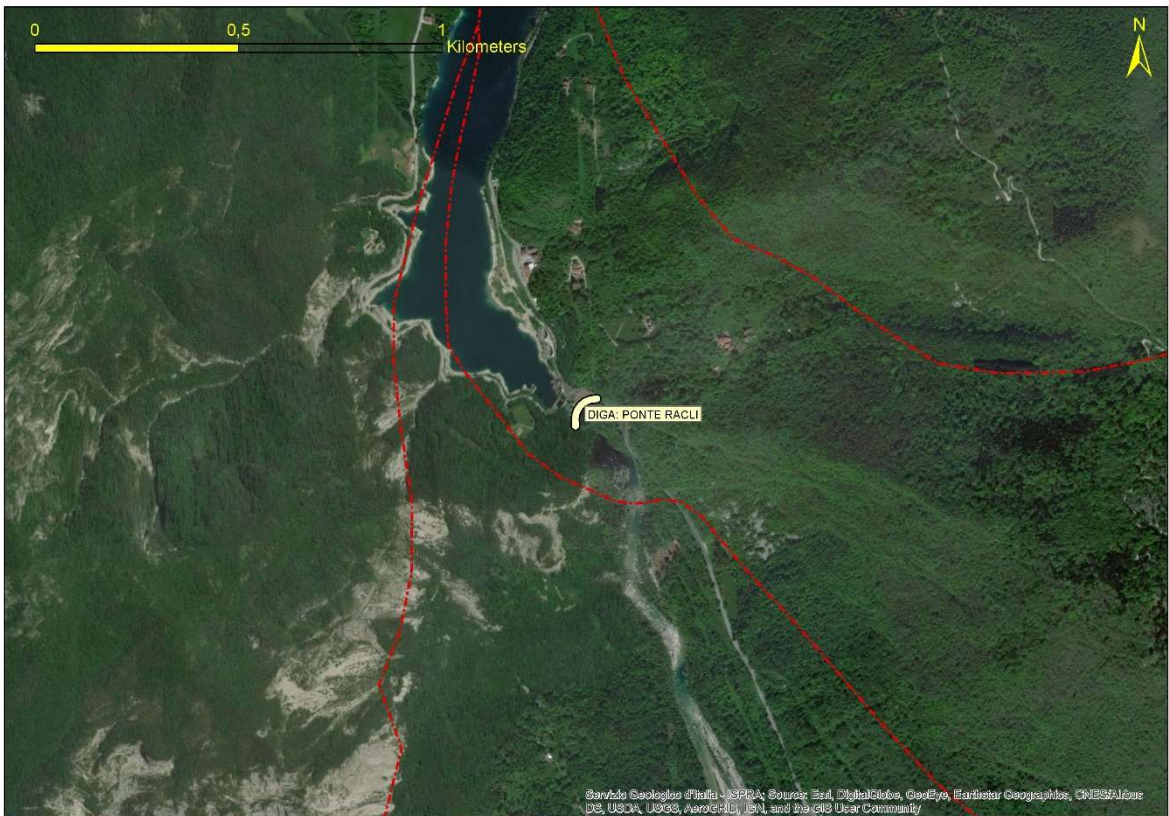 0 0,5 1
Kilometers
N
DIGA: PONTE RACLI
Servizio Geologico d'Italia - ISPRA; Source: Esri, DigitalGlobe, GeoEye, Earthstar Geographics, CNES/Airbus
DS, USDA, USGS, AeroGRID, IGN, and the GIS User Community